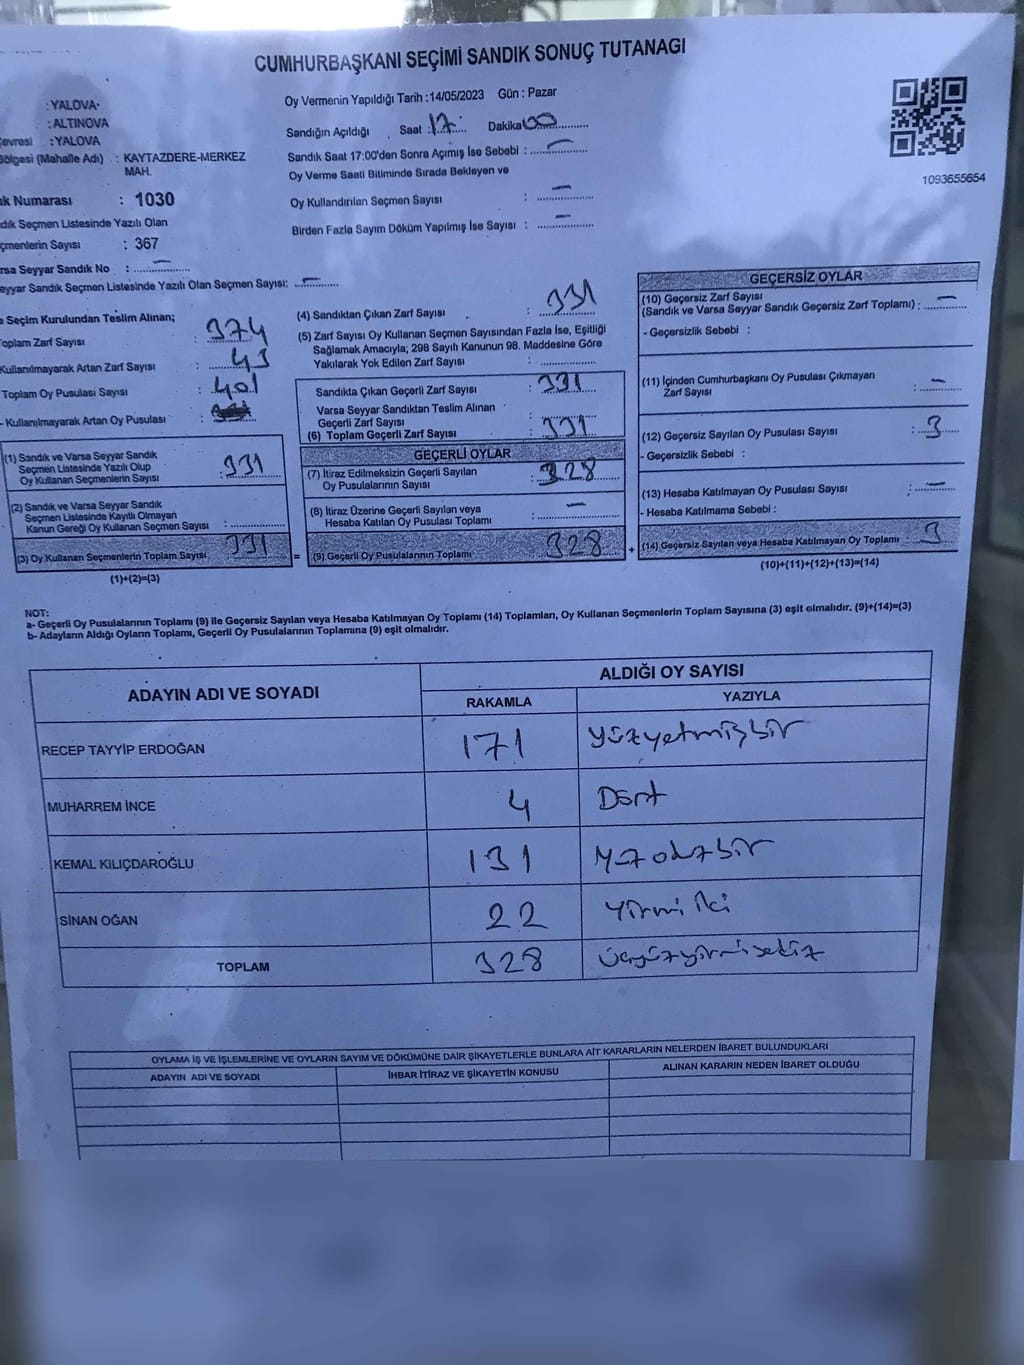 CUMHURBAŞKANI SEÇİMİ SANDIK SONUÇ TUTANAGI
: YALOVA
: ALTINOVA
Çevresi : YALOVA
Bölgesi (Mahalle Adı) : KAYTAZDERE-MERKEZ
MAH.
Numarası : 1030
Seçmen Listesinde Yazılı Olan
Sayısı : 367
Varsa Seyyar Sandık No : —
Seyyar Sandık Seçmen Listesinde Yazılı Olan Seçmen Sayısı: —
Oy Vermenin Yapıldığı Tarih :14/05/2023 Gün : Pazar
Sandığın Açıldığı Saat : 17 Dakika 00
Sandık Saat 17:00'den Sonra Açımış İse Sebebi : —
Oy Verme Saati Bitiminde Sırada Bekleyen ve
Oy Kullandırılan Seçmen Sayısı : —
Birden Fazla Sayım Döküm Yapılmış İse Sayısı : —
1093655654
Seçim Kurulundan Teslim Alınan;
Toplam Zarf Sayısı : 374
Kullanılmayarak Artan Zarf Sayısı : 43
Toplam Oy Pusulası Sayısı : 401
- Kullanılmayarak Artan Oy Pusulası :
(1) Sandık ve Varsa Seyyar Sandık
Seçmen Listesinde Yazılı Olup
Oy Kullanan Seçmenlerin Sayısı : 331
(2) Sandık ve Varsa Seyyar Sandık
Seçmen Listesinde Kayıtlı Olmayan
Kanun Gereği Oy Kullanan Seçmen Sayısı :
(3) Oy Kullanan Seçmenlerin Toplam Sayısı : 331
(1)+(2)=(3)
(4) Sandıktan Çıkan Zarf Sayısı : 331
(5) Zarf Sayısı Oy Kullanan Seçmen Sayısından Fazla İse, Eşitliği
Sağlamak Amacıyla; 298 Sayılı Kanunun 98. Maddesine Göre
Yakılarak Yok Edilen Zarf Sayısı :
Sandıkta Çıkan Geçerli Zarf Sayısı : 331
Varsa Seyyar Sandıktan Teslim Alınan
Geçerli Zarf Sayısı :
(6) Toplam Geçerli Zarf Sayısı : 331
GEÇERLİ OYLAR
(7) İtiraz Edilmeksizin Geçerli Sayılan
Oy Pusulalarının Sayısı : 328
(8) İtiraz Üzerine Geçerli Sayılan veya
Hesaba Katılan Oy Pusulası Toplamı : —
= (9) Geçerli Oy Pusulalarının Toplamı : 328 +
GEÇERSİZ OYLAR
(10) Geçersiz Zarf Sayısı
(Sandık ve Varsa Seyyar Sandık Geçersiz Zarf Toplamı) : —
- Geçersizlik Sebebi :
(11) İçinden Cumhurbaşkanı Oy Pusulası Çıkmayan
Zarf Sayısı : —
(12) Geçersiz Sayılan Oy Pusulası Sayısı : 3
- Geçersizlik Sebebi :
(13) Hesaba Katılmayan Oy Pusulası Sayısı : —
- Hesaba Katılmama Sebebi :
(14) Geçersiz Sayılan veya Hesaba Katılmayan Oy Toplamı : 3
(10)+(11)+(12)+(13)=(14)
NOT:
a- Geçerli Oy Pusulalarının Toplamı (9) ile Geçersiz Sayılan veya Hesaba Katılmayan Oy Toplamı (14) Toplamları, Oy Kullanan Seçmenlerin Toplam Sayısına (3) eşit olmalıdır. (9)+(14)=(3)
b- Adayların Aldığı Oyların Toplamı, Geçerli Oy Pusulalarının Toplamına (9) eşit olmalıdır.
ADAYIN ADI VE SOYADI ALDIĞI OY SAYISI
RAKAMLA YAZIYLA
RECEP TAYYİP ERDOĞAN 171 Yüzyetmişbir
MUHARREM İNCE 4 Dört
KEMAL KILIÇDAROĞLU 131 Yüzotuzbir
SİNAN OĞAN 22 Yirmi iki
TOPLAM 328 Üçyüzyirmisekiz
OYLAMA İŞ VE İŞLEMLERİNE VE OYLARIN SAYIM VE DÖKÜMÜNE DAİR ŞİKAYETLERLE BUNLARA AİT KARARLARIN NELERDEN İBARET BULUNDUKLARI
ADAYIN ADI VE SOYADI İHBAR İTİRAZ VE ŞİKAYETİN KONUSU ALINAN KARARIN NEDEN İBARET OLDUĞU